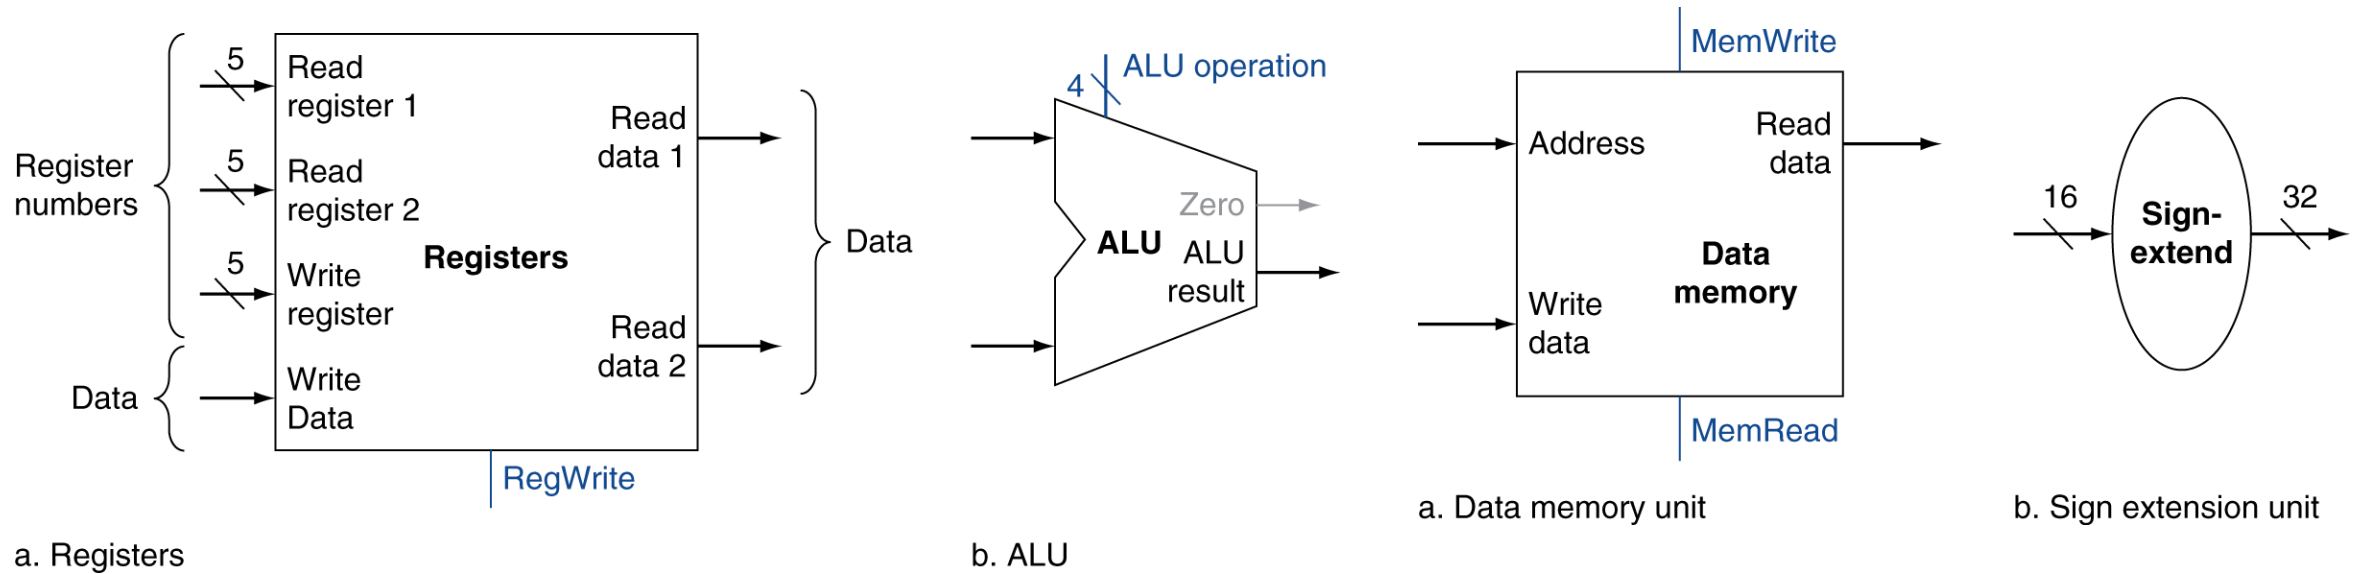 Register
numbers
Data
5
Read
register 1
5
Read
register 2
5
Write
register
Write
Data
Registers
Read
data 1
Read
data 2
RegWrite
Data
a. Registers
4
ALU operation
Zero
ALU
ALU
result
b. ALU
MemWrite
Address
Read
data
Data
memory
Write
data
MemRead
a. Data memory unit
16
Sign-
extend
32
b. Sign extension unit